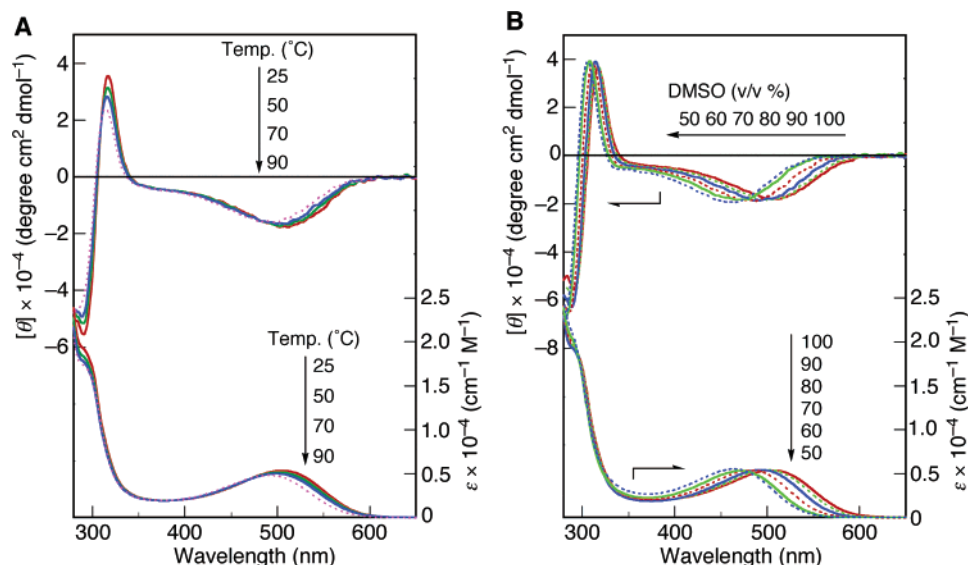 A
[θ] × 10⁻⁴ (degree cm² dmol⁻¹)
4
2
0
−2
−4
−6
Temp. (˚C)
25
50
70
90
2.5
2.0
1.5
1.0
0.5
0
ε × 10⁻⁴ (cm⁻¹ M⁻¹)
Temp. (˚C)
25
50
70
90
300 400 500 600
Wavelength (nm)
B
[θ] × 10⁻⁴ (degree cm² dmol⁻¹)
4
2
0
−2
−4
−6
−8
DMSO (v/v %)
50 60 70 80 90 100
2.5
2.0
1.5
1.0
0.5
0
ε × 10⁻⁴ (cm⁻¹ M⁻¹)
100
90
80
70
60
50
300 400 500 600
Wavelength (nm)